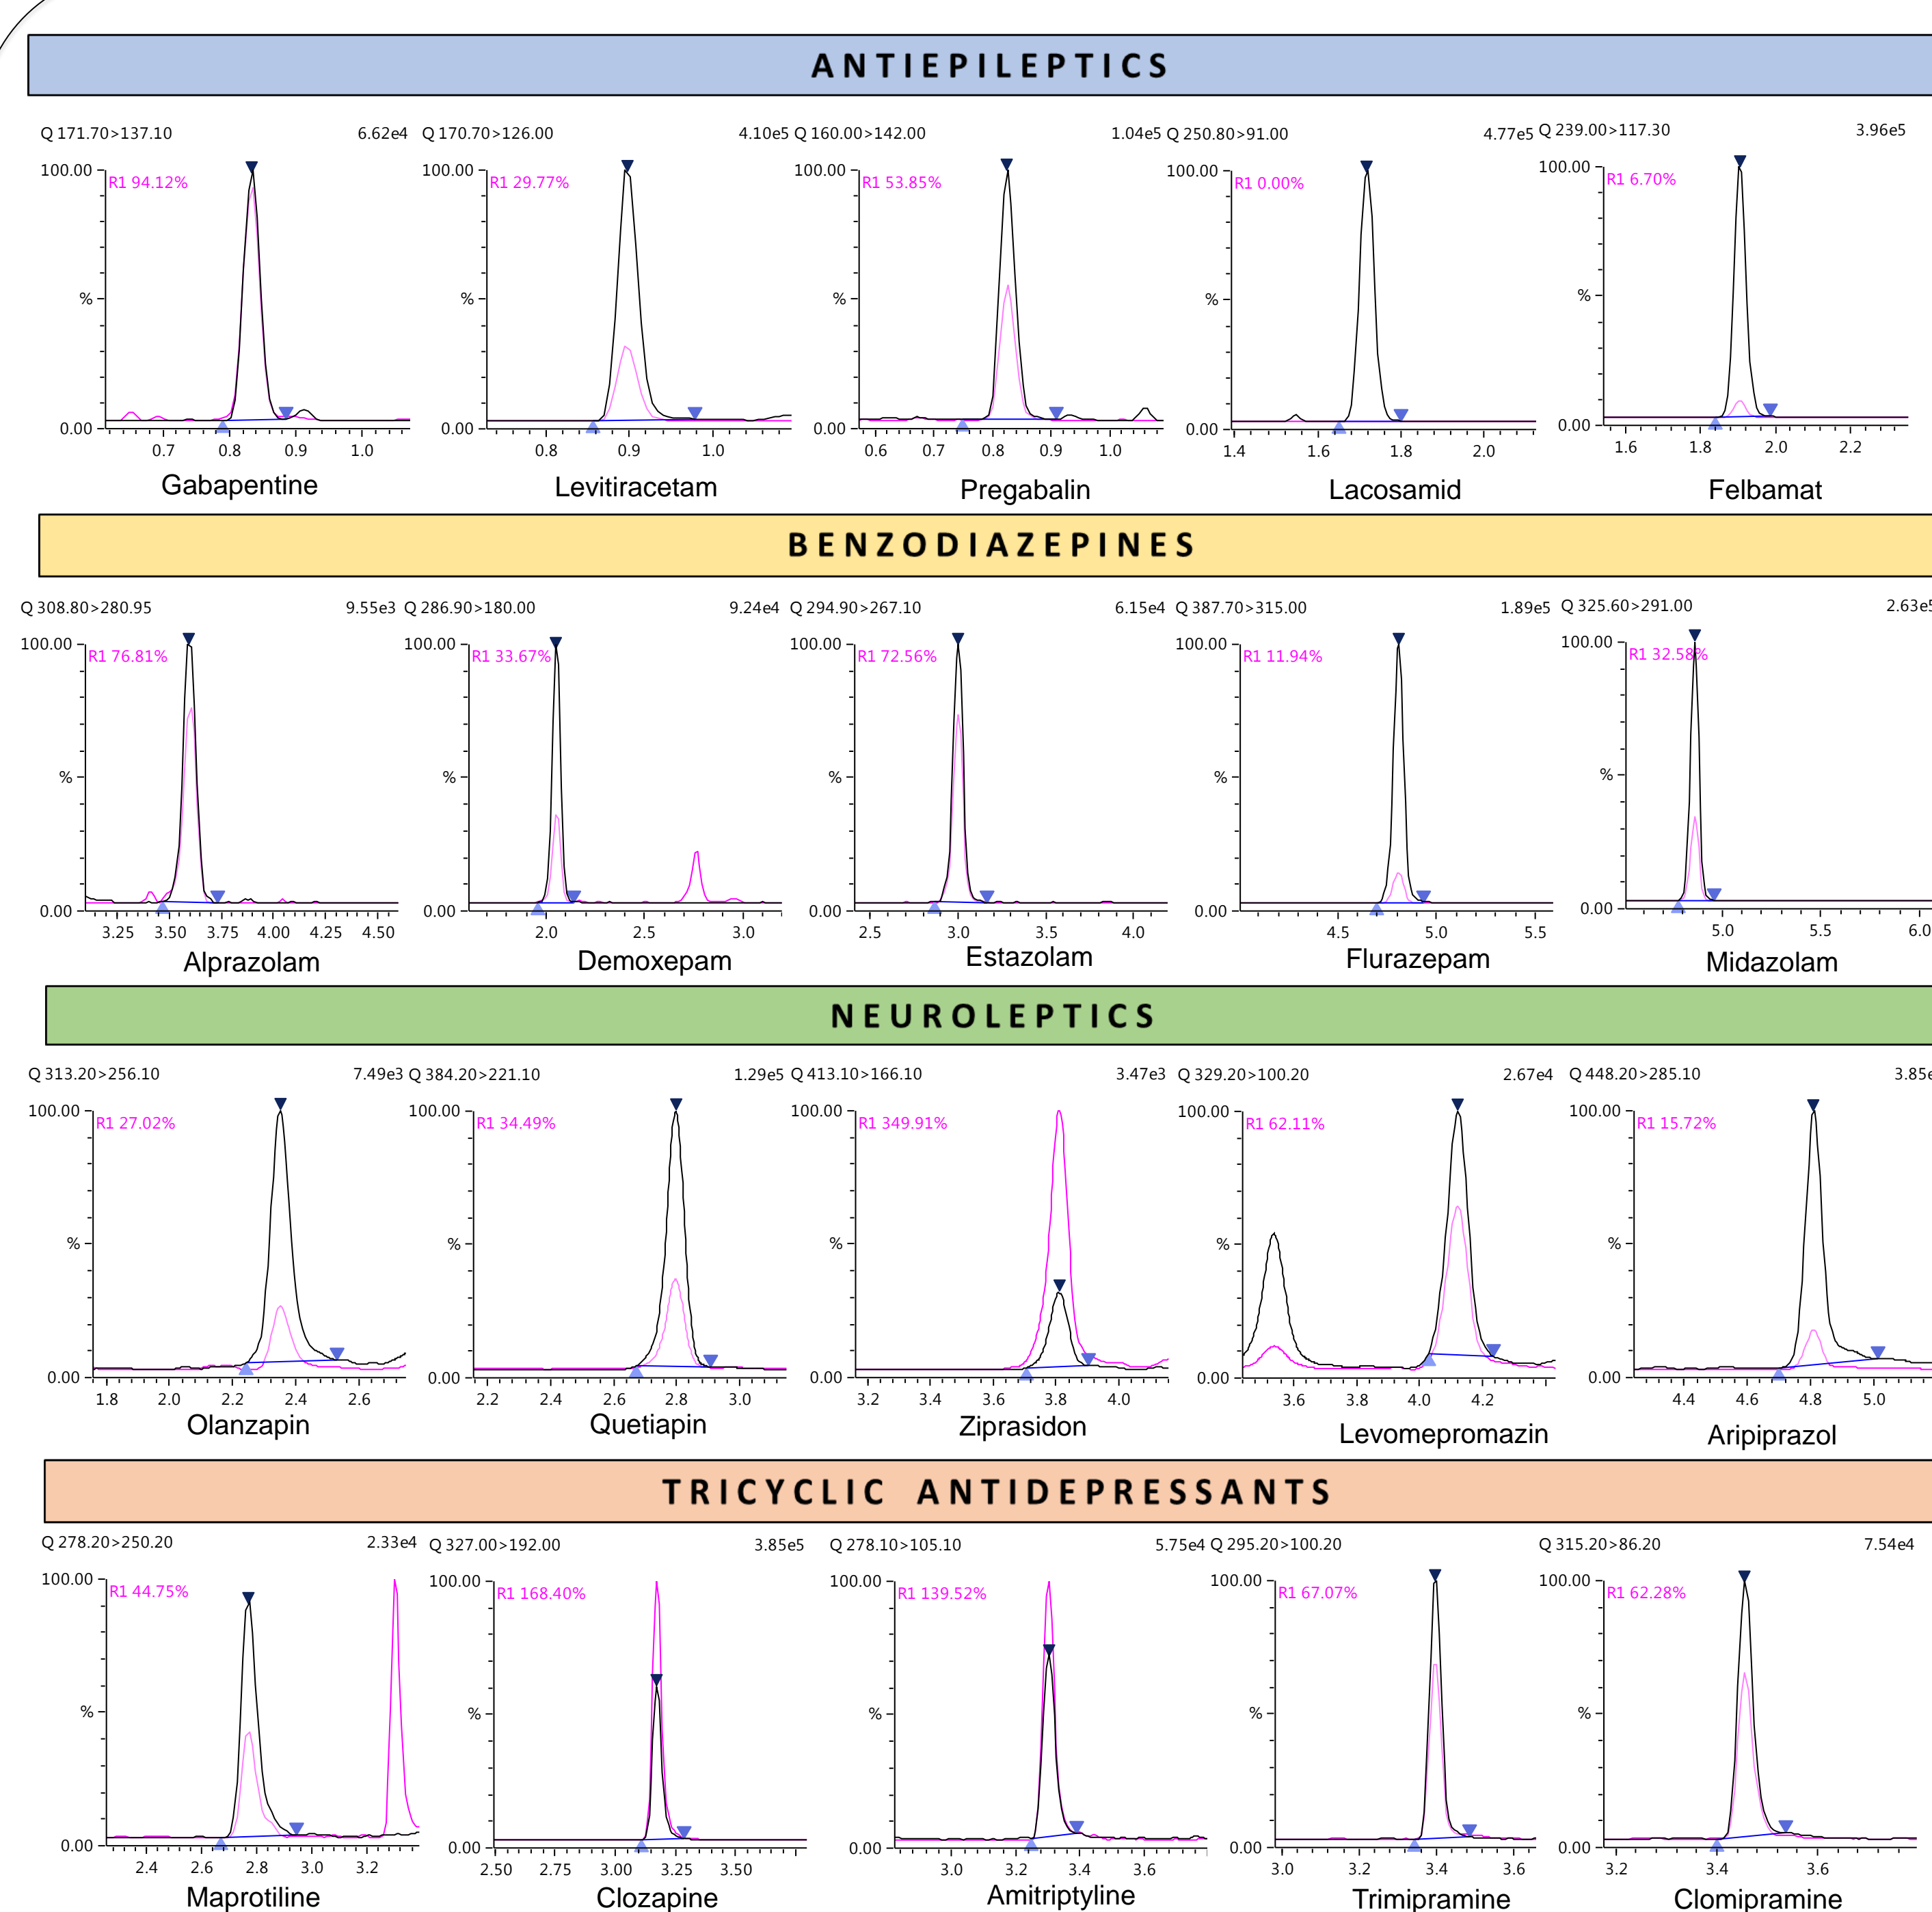 ANTIEPILEPTICS
Q 171.70>137.10 6.62e4 Q 170.70>126.00 4.10e5 Q 160.00>142.00 1.04e5 Q 250.80>91.00 4.77e5 Q 239.00>117.30 3.96e5
100.00 100.00 100.00 100.00 100.00
R1 94.12% R1 29.77% R1 53.85% R1 0.00% R1 6.70%
% % % % %
0.00 0.00 0.00 0.00 0.00
0.7 0.8 0.9 1.0 0.8 0.9 1.0 0.6 0.7 0.8 0.9 1.0 1.4 1.6 1.8 2.0 1.6 1.8 2.0 2.2
Gabapentine Levitiracetam Pregabalin Lacosamid Felbamat
BENZODIAZEPINES
Q 308.80>280.95 9.55e3 Q 286.90>180.00 9.24e4 Q 294.90>267.10 6.15e4 Q 387.70>315.00 1.89e5 Q 325.60>291.00 2.63e5
100.00 100.00 100.00 100.00 100.00
R1 76.81% R1 33.67% R1 72.56% R1 11.94% R1 32.58%
% % % % %
0.00 0.00 0.00 0.00 0.00
3.25 3.50 3.75 4.00 4.25 4.50 2.0 2.5 3.0 2.5 3.0 3.5 4.0 4.5 5.0 5.5 5.0 5.5 6.0
Alprazolam Demoxepam Estazolam Flurazepam Midazolam
NEUROLEPTICS
Q 313.20>256.10 7.49e3 Q 384.20>221.10 1.29e5 Q 413.10>166.10 3.47e3 Q 329.20>100.20 2.67e4 Q 448.20>285.10 3.85e
100.00 100.00 100.00 100.00 100.00
R1 27.02% R1 34.49% R1 349.91% R1 62.11% R1 15.72%
% % % % %
0.00 0.00 0.00 0.00 0.00
1.8 2.0 2.2 2.4 2.6 2.2 2.4 2.6 2.8 3.0 3.2 3.4 3.6 3.8 4.0 3.6 3.8 4.0 4.2 4.4 4.6 4.8 5.0
Olanzapin Quetiapin Ziprasidon Levomepromazin Aripiprazol
TRICYCLIC ANTIDEPRESSANTS
Q 278.20>250.20 2.33e4 Q 327.00>192.00 3.85e5 Q 278.10>105.10 5.75e4 Q 295.20>100.20 Q 315.20>86.20 7.54e4
100.00 100.00 100.00 100.00 100.00
R1 44.75% R1 168.40% R1 139.52% R1 67.07% R1 62.28%
% % % % %
0.00 0.00 0.00 0.00 0.00
2.4 2.6 2.8 3.0 3.2 2.50 2.75 3.00 3.25 3.50 3.0 3.2 3.4 3.6 3.0 3.2 3.4 3.6 3.2 3.4 3.6
Maprotiline Clozapine Amitriptyline Trimipramine Clomipramine